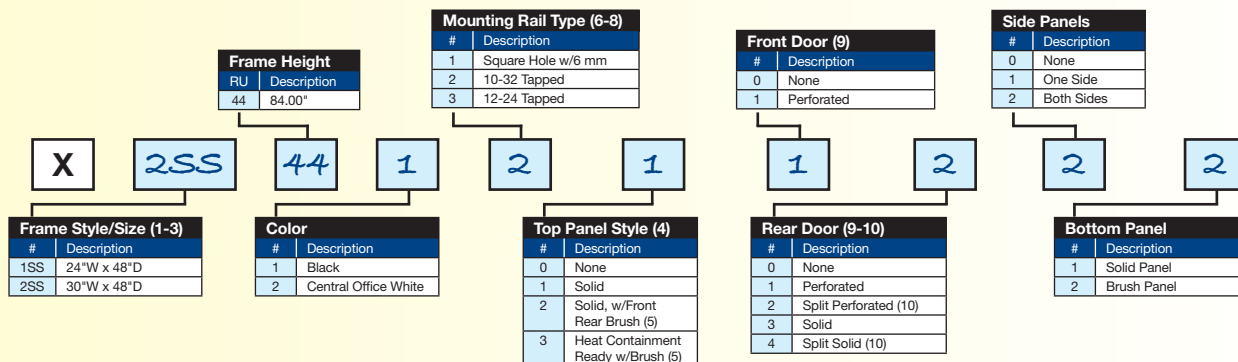 Mounting Rail Type (6-8)
# Description
1 Square Hole w/6 mm
2 10-32 Tapped
3 12-24 Tapped
Side Panels
# Description
0 None
1 One Side
2 Both Sides
Front Door (9)
# Description
0 None
1 Perforated
Frame Height
RU Description
44 84.00"
X 2SS 44 1 2 1 1 2 2 2
Frame Style/Size (1-3)
# Description
1SS 24"W x 48"D
2SS 30"W x 48"D
Color
# Description
1 Black
2 Central Office White
Top Panel Style (4)
# Description
0 None
1 Solid
2 Solid, w/Front
Rear Brush (5)
3 Heat Containment
Ready w/Brush (5)
Rear Door (9-10)
# Description
0 None
1 Perforated
2 Split Perforated (10)
3 Solid
4 Split Solid (10)
Bottom Panel
# Description
1 Solid Panel
2 Brush Panel